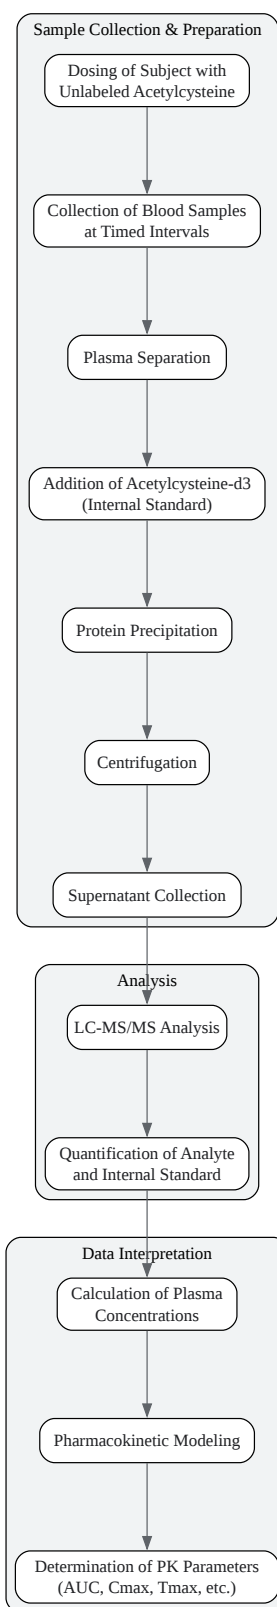 Sample Collection & Preparation
Dosing of Subject with
Unlabeled Acetylcysteine
Collection of Blood Samples
at Timed Intervals
Plasma Separation
Addition of Acetylcysteine-d3
(Internal Standard)
Protein Precipitation
Centrifugation
Supernatant Collection
Analysis
LC-MS/MS Analysis
Quantification of Analyte
and Internal Standard
Data Interpretation
Calculation of Plasma
Concentrations
Pharmacokinetic Modeling
Determination of PK Parameters
(AUC, Cmax, Tmax, etc.)